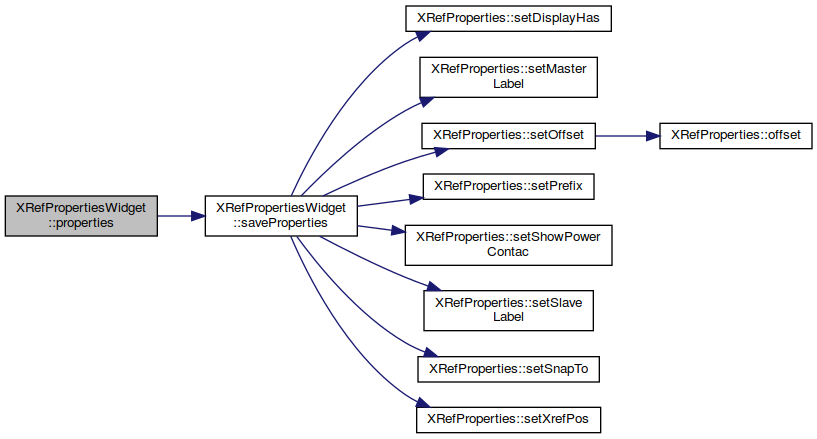 XRefPropertiesWidget
::properties
XRefPropertiesWidget
::saveProperties
XRefProperties::setDisplayHas
XRefProperties::setMaster
Label
XRefProperties::setOffset
XRefProperties::offset
XRefProperties::setPrefix
XRefProperties::setShowPower
Contac
XRefProperties::setSlave
Label
XRefProperties::setSnapTo
XRefProperties::setXrefPos